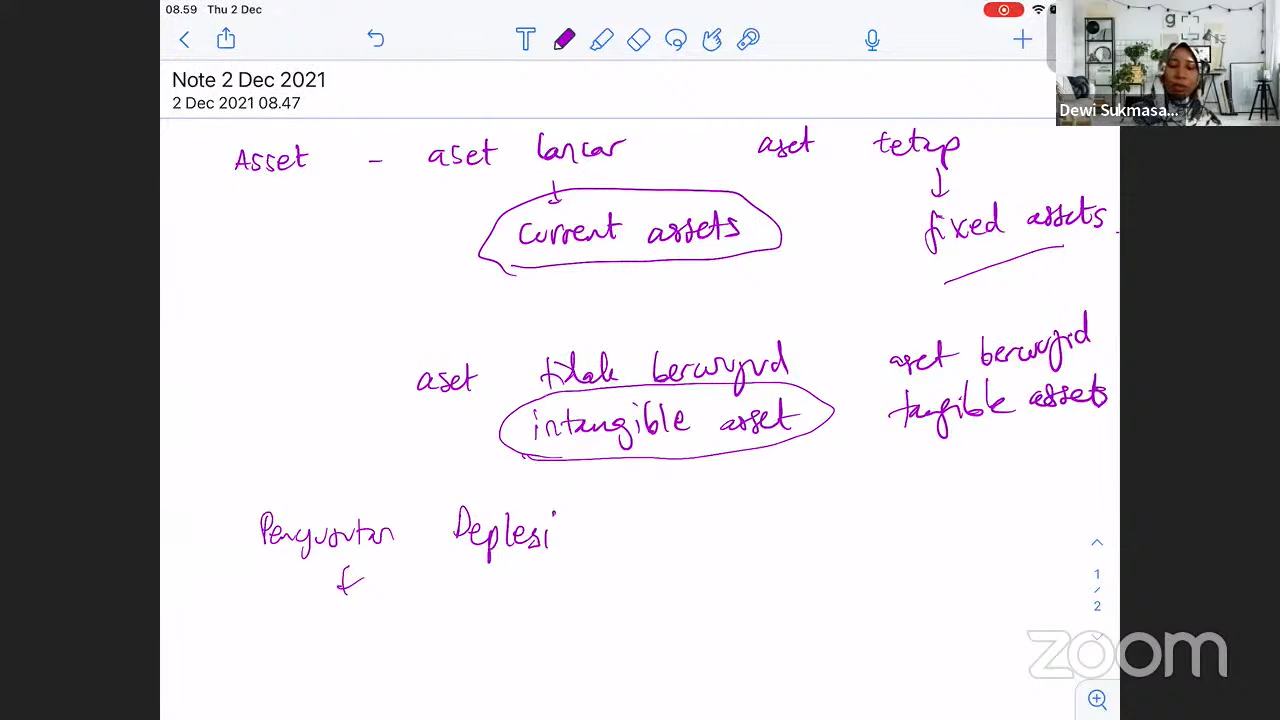 08.59 Thu 2 Dec
Note 2 Dec 2021
2 Dec 2021 08.47
Dewi Sukmasa...
Asset - aset lancar aset tetap
current assets fixed assets.
aset tidak berwujud aset berwujud
intangible asset tangible assets
Penyusutan Deplesi
1
/
2
zoom